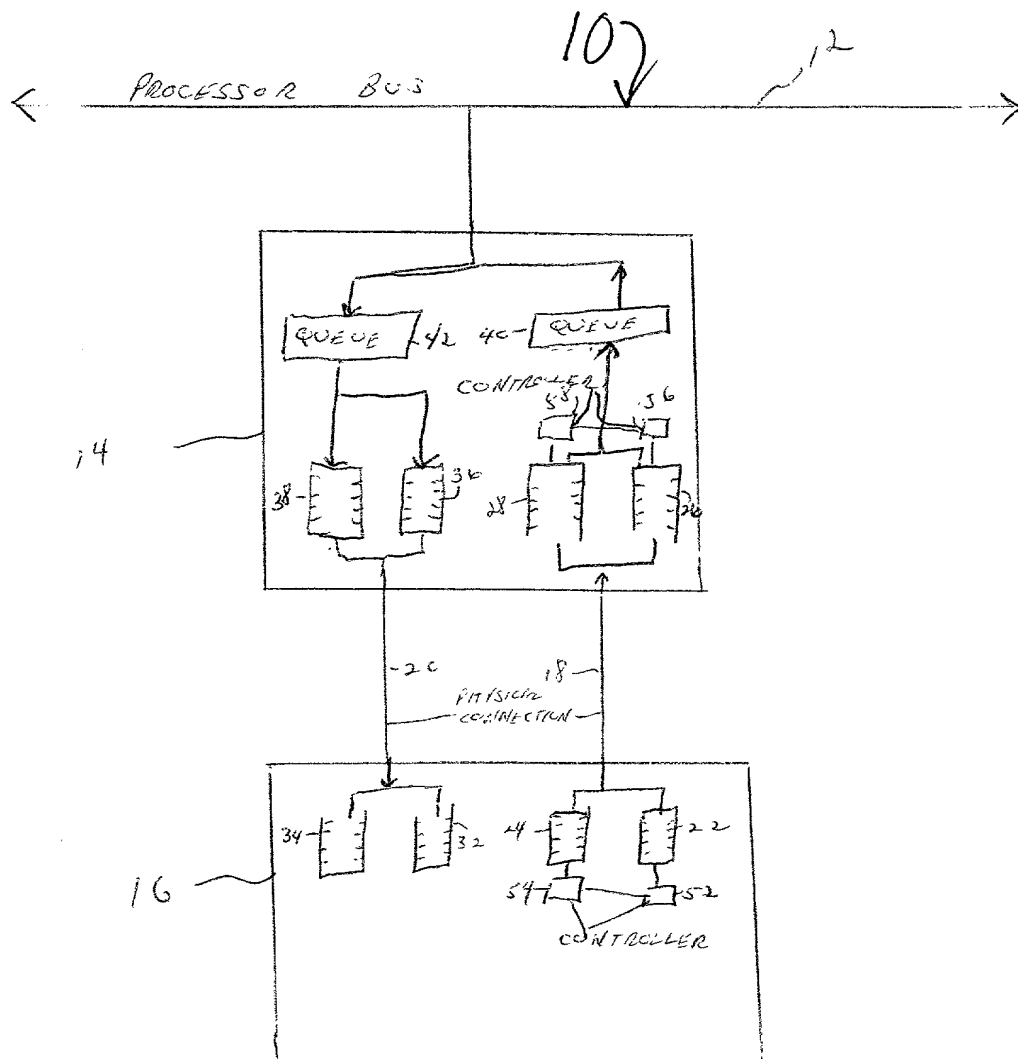 10
12
PROCESSOR BUS
QUEUE 42
40 QUEUE
CONTROLLER
58
56
14
38
36
28
26
20
18
PHYSICAL
CONNECTION
34
32
24
22
16
54
52
CONTROLLER